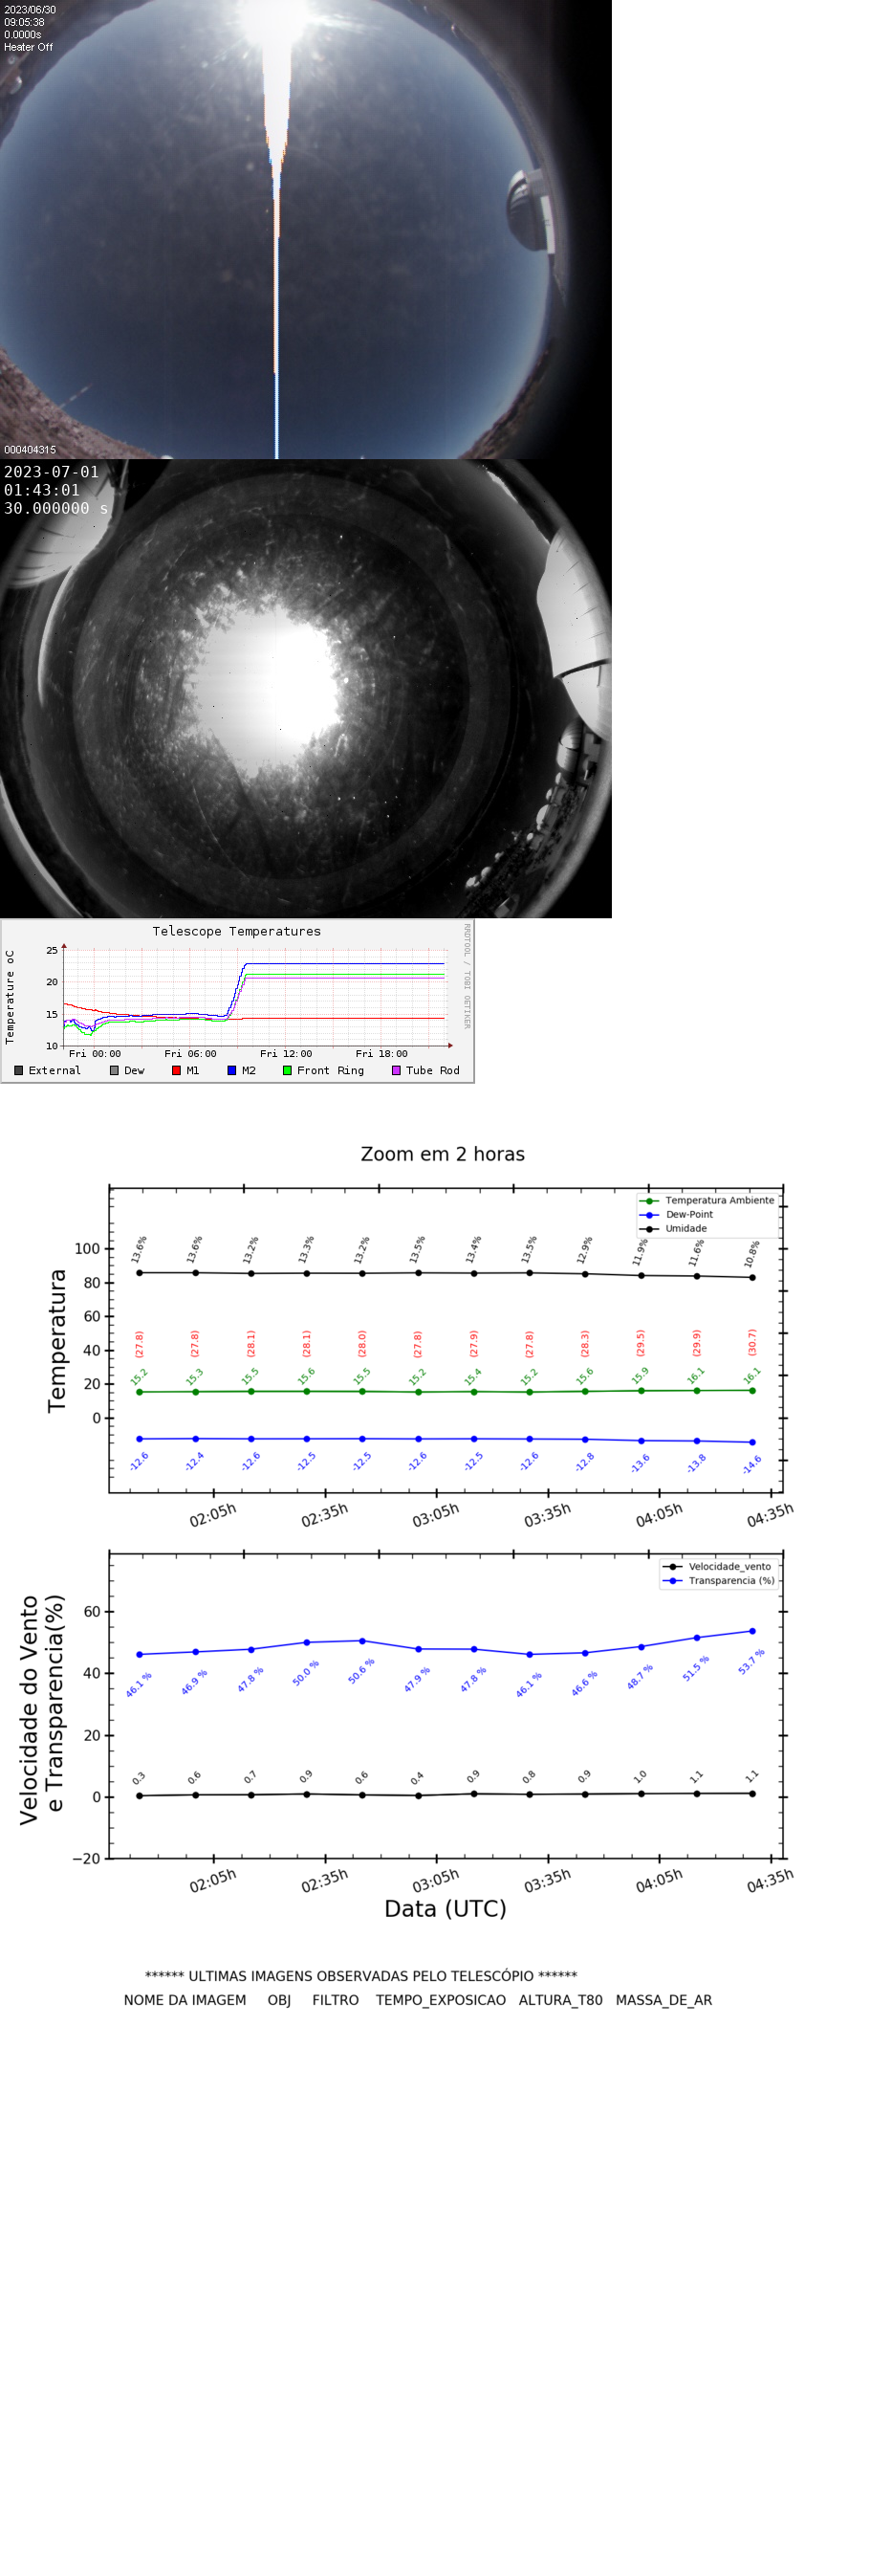 2023/06/30
09:05:38
0.0000s
Heater Off
000404315
2023-07-01
01:43:01
30.000000 s
Telescope Temperatures
RRDTOOL / TOBI OETIKER
Temperature oC
25
20
15
10
Fri 00:00 Fri 06:00 Fri 12:00 Fri 18:00
External Dew M1 M2 Front Ring Tube Rod
Zoom em 2 horas
Temperatura Ambiente
Dew-Point
Umidade
Temperatura
100
80
60
40
20
0
13.6% 13.6% 13.2% 13.3% 13.2% 13.5% 13.4% 13.5% 12.9% 11.9% 11.6% 10.8%
(27.8) (27.8) (28.1) (28.1) (28.0) (27.8) (27.9) (27.8) (28.3) (29.5) (29.9) (30.7)
15.2 15.3 15.5 15.6 15.5 15.2 15.4 15.2 15.6 15.9 16.1 16.1
-12.6 -12.4 -12.6 -12.5 -12.5 -12.6 -12.5 -12.6 -12.8 -13.6 -13.8 -14.6
02:05h 02:35h 03:05h 03:35h 04:05h 04:35h
Velocidade_vento
Transparencia (%)
Velocidade do Vento
e Transparencia(%)
60
40
20
0
−20
46.1 % 46.9 % 47.8 % 50.0 % 50.6 % 47.9 % 47.8 % 46.1 % 46.6 % 48.7 % 51.5 % 53.7 %
0.3 0.6 0.7 0.9 0.6 0.4 0.9 0.8 0.9 1.0 1.1 1.1
02:05h 02:35h 03:05h 03:35h 04:05h 04:35h
Data (UTC)
****** ULTIMAS IMAGENS OBSERVADAS PELO TELESCÓPIO ******
NOME DA IMAGEM OBJ FILTRO TEMPO_EXPOSICAO ALTURA_T80 MASSA_DE_AR